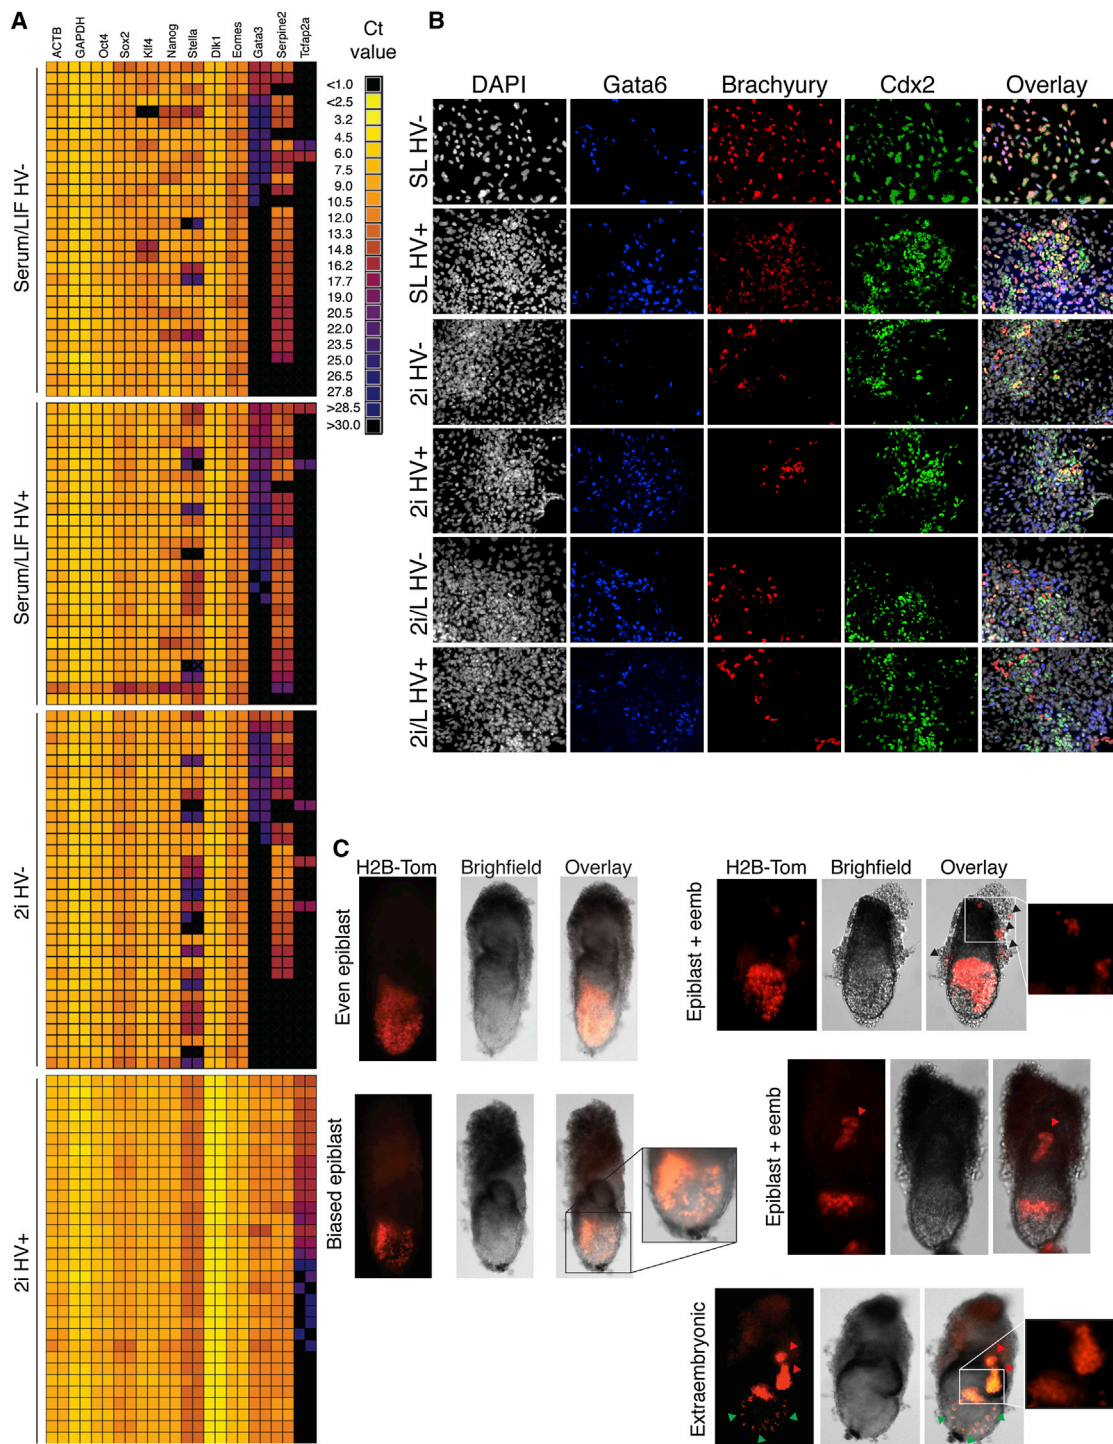 A
ACTB
GAPDH
Oct4
Sox2
Klf4
Nanog
Stella
Dlk1
Eomes
Gata3
Serpine2
Tcfap2a
Ct
value
<1.0
<2.5
3.2
4.5
6.0
7.5
9.0
10.5
12.0
13.3
14.8
16.2
17.7
19.0
20.5
22.0
23.5
25.0
26.5
27.8
>28.5
>30.0
Serum/LIF HV-
Serum/LIF HV+
2i HV-
2i HV+
B
DAPI Gata6 Brachyury Cdx2 Overlay
SL HV-
SL HV+
2i HV-
2i HV+
2i/L HV-
2i/L HV+
C
H2B-Tom Brighfield Overlay
Even epiblast
Biased epiblast
H2B-Tom Brighfield Overlay
Epiblast + eemb
Epiblast + eemb
Extraembryonic